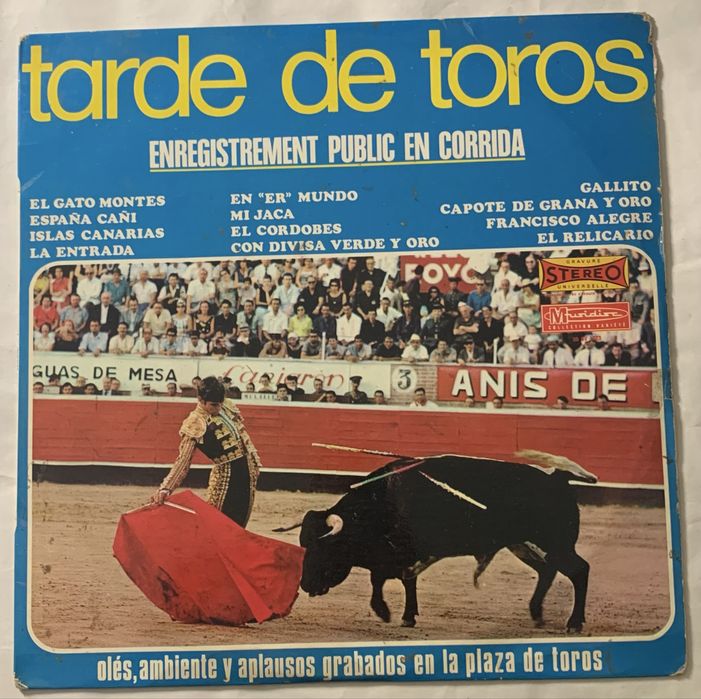 tarde de toros
ENREGISTREMENT PUBLIC EN CORRIDA
EL GATO MONTES
ESPAÑA CAÑI
ISLAS CANARIAS
LA ENTRADA
EN "ER" MUNDO
MI JACA
EL CORDOBES
CON DIVISA VERDE Y ORO
GALLITO
CAPOTE DE GRANA Y ORO
FRANCISCO ALEGRE
EL RELICARIO
GRAVURE
STEREO
UNIVERSELLE
Musidisc
COLLECTION VARIÉTÉ
GUAS DE MESA
3
ANIS DE
olés, ambiente y aplausos grabados en la plaza de toros